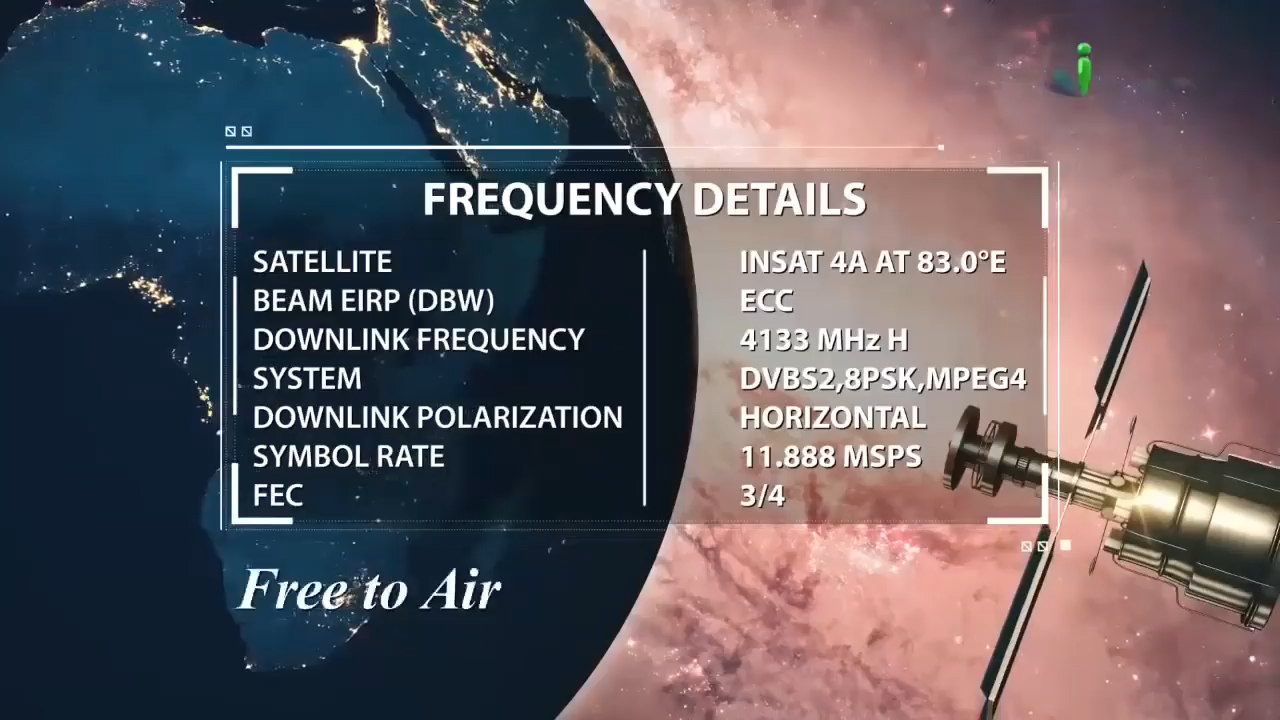 FREQUENCY DETAILS
SATELLITE INSAT 4A AT 83.0°E
BEAM EIRP (DBW) ECC
DOWNLINK FREQUENCY 4133 MHz H
SYSTEM DVBS2,8PSK,MPEG4
DOWNLINK POLARIZATION HORIZONTAL
SYMBOL RATE 11.888 MSPS
FEC 3/4
Free to Air